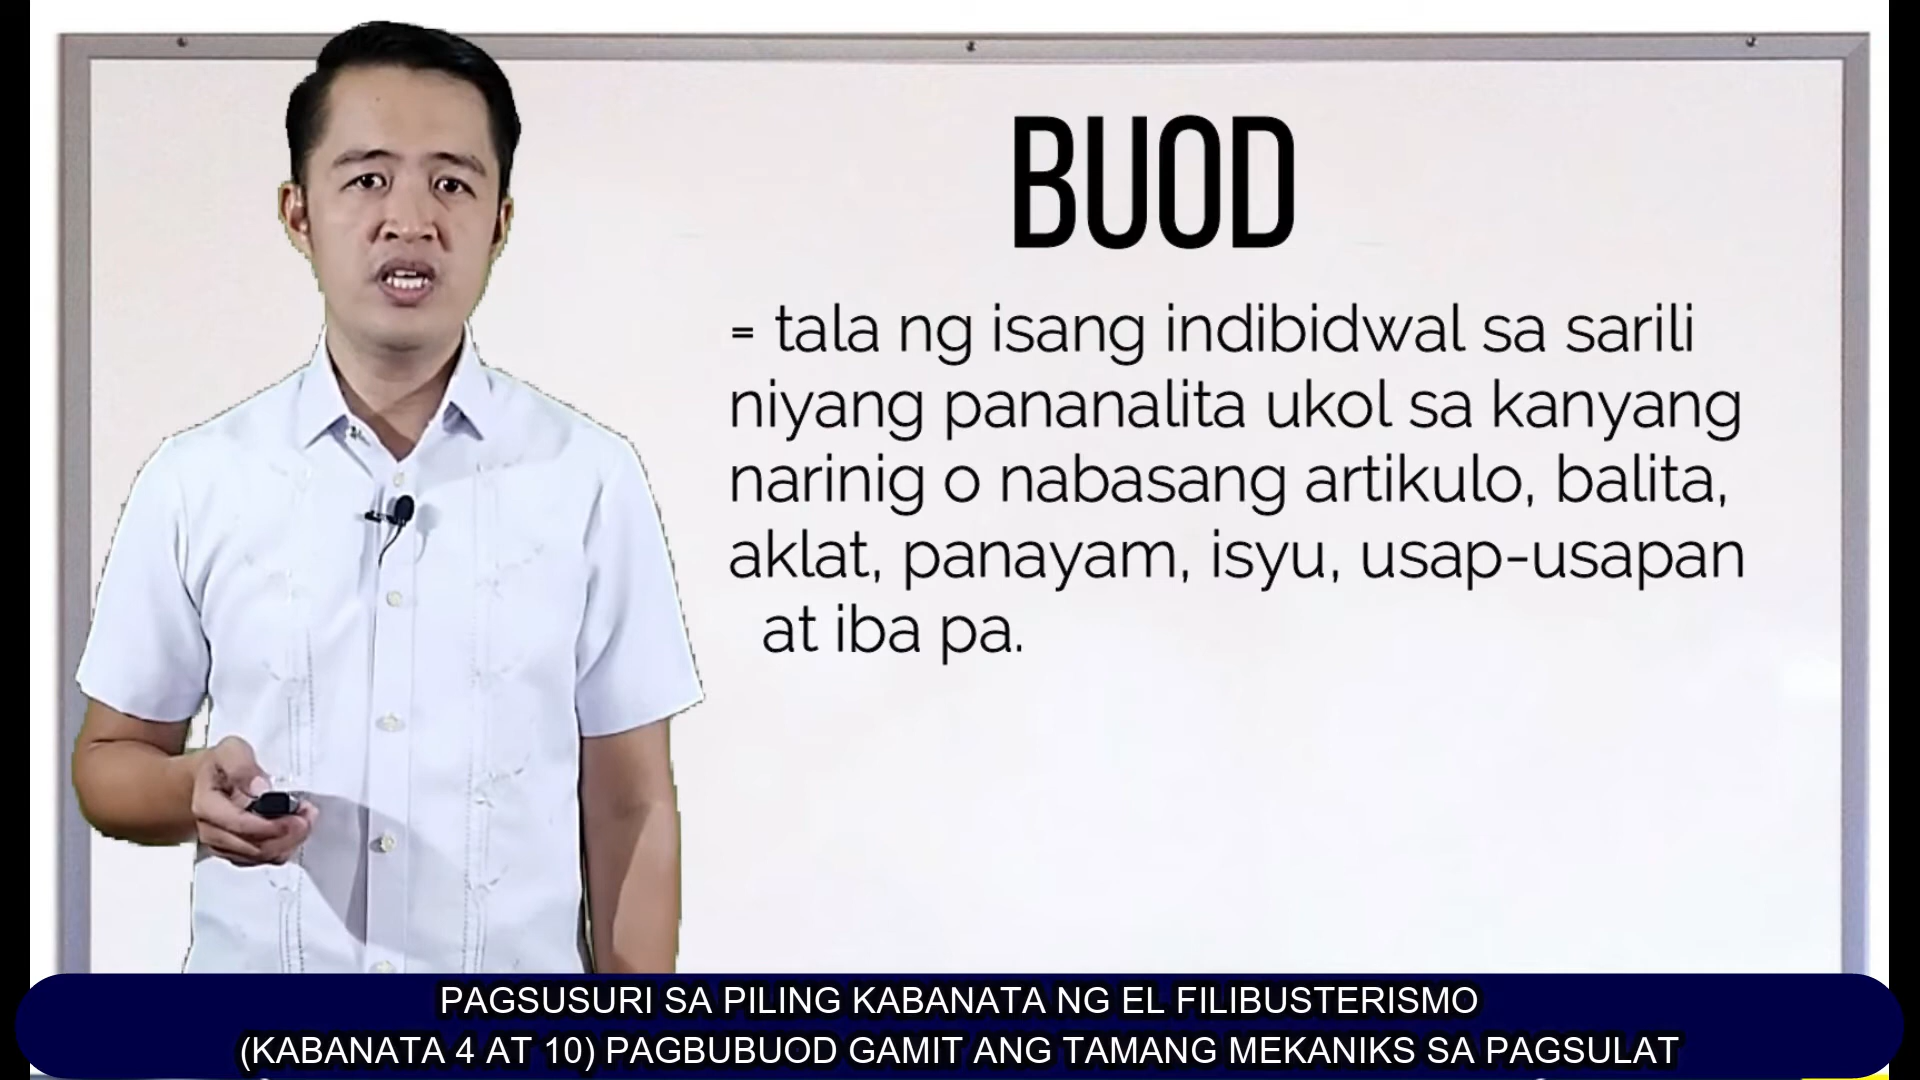 BUOD
= tala ng isang indibidwal sa sarili
niyang pananalita ukol sa kanyang
narinig o nabasang artikulo, balita,
aklat, panayam, isyu, usap-usapan
at iba pa.
PAGSUSURI SA PILING KABANATA NG EL FILIBUSTERISMO
(KABANATA 4 AT 10) PAGBUBUOD GAMIT ANG TAMANG MEKANIKS SA PAGSULAT